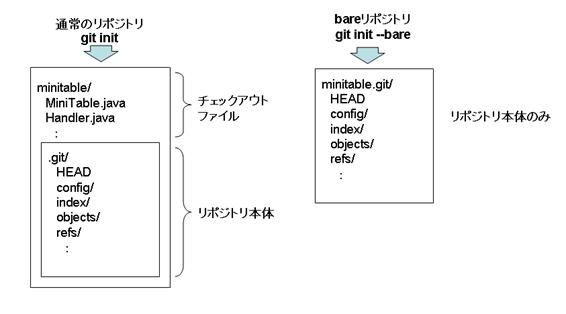 通常のリポジトリ
git init
minitable/
MiniTable.java
Handler.java
:
チェックアウト
ファイル
.git/
HEAD
config/
index/
objects/
refs/
:
リポジトリ本体
bareリポジトリ
git init --bare
minitable.git/
HEAD
config/
index/
objects/
refs/
:
リポジトリ本体のみ